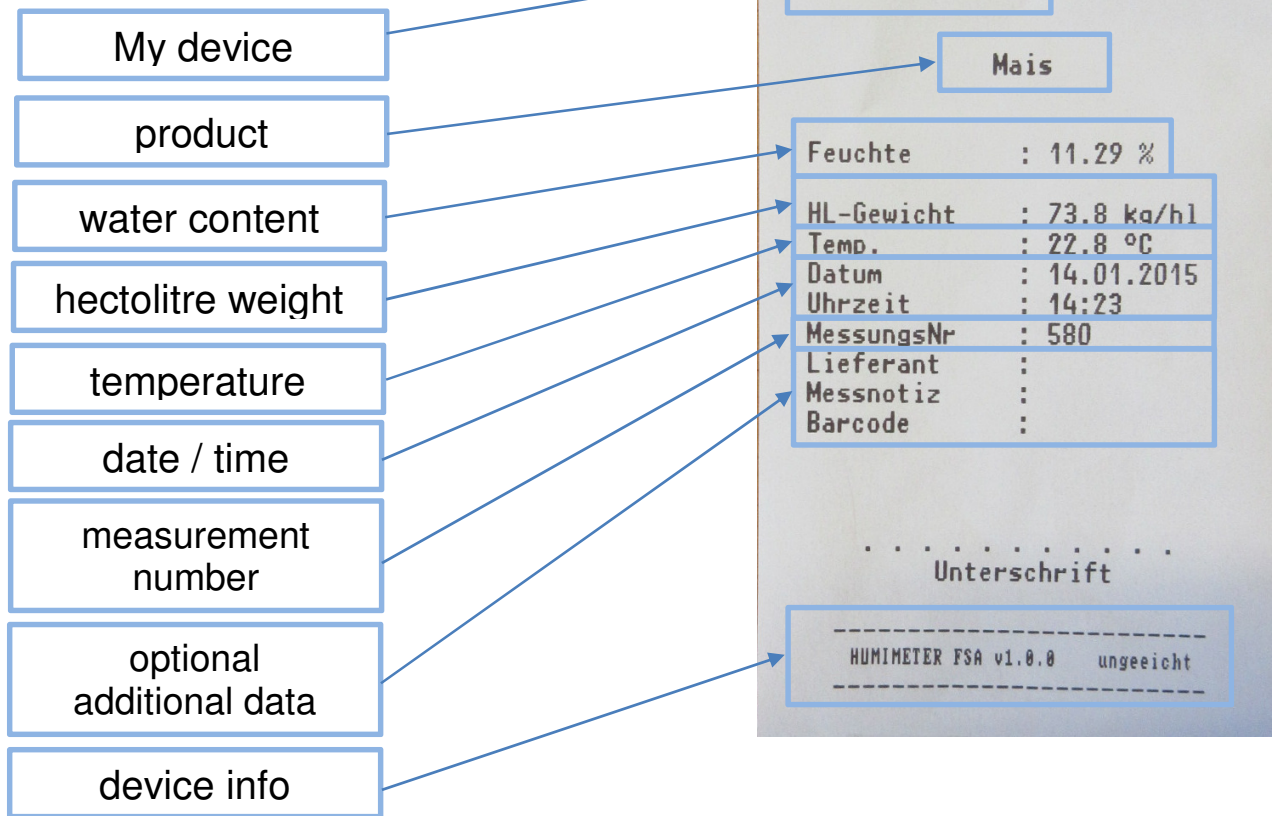 My device
product
water content
hectolitre weight
temperature
date / time
measurement
number
optional
additional data
device info
Mais
Feuchte : 11.29 %
HL-Gewicht : 73.8 kg/hl
Temp. : 22.8 ºC
Datum : 14.01.2015
Uhrzeit : 14:23
MessungsNr : 580
Lieferant :
Messnotiz :
Barcode :
. . . . . . . . . . .
Unterschrift
-------------------------
HUMIMETER FSA v1.0.0 ungeeicht
-------------------------